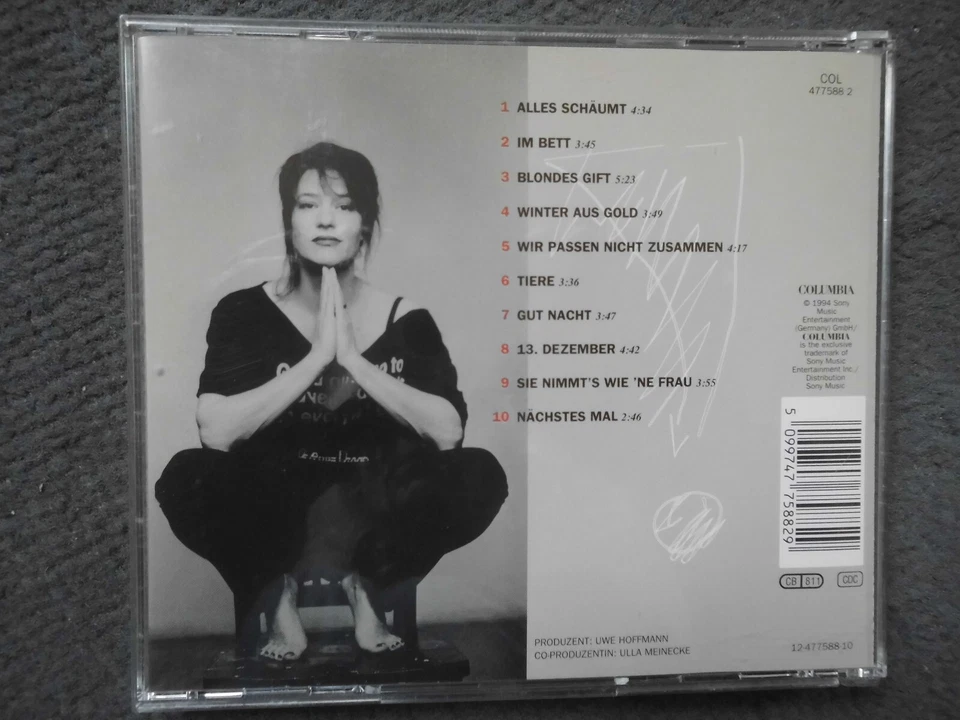 COL
477588 2
1 ALLES SCHÄUMT 4:34
2 IM BETT 3:45
3 BLONDES GIFT 5:23
4 WINTER AUS GOLD 3:49
5 WIR PASSEN NICHT ZUSAMMEN 4:17
6 TIERE 3:36
7 GUT NACHT 3:47
8 13. DEZEMBER 4:42
9 SIE NIMMT'S WIE 'NE FRAU 3:55
10 NÄCHSTES MAL 2:46
COLUMBIA
© 1994 Sony
Music
Entertainment
(Germany) GmbH/
COLUMBIA
is the exclusive
trademark of
Sony Music
Entertainment Inc./
Distribution
Sony Music
5 099747 758829
CB 811
CDC
PRODUZENT: UWE HOFFMANN
CO-PRODUZENTIN: ULLA MEINECKE
12-477588-10